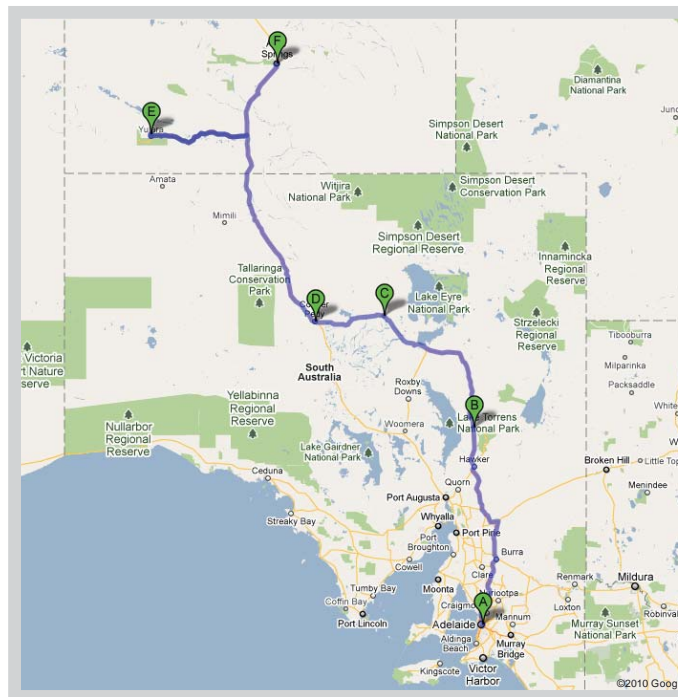 F
Springs
Diamantina
National Park
E
Simpson Desert
National Park
Amata
Witjira
National Park
Simpson Desert
Conservation Park
Mimili
Simpson Desert
Regional Reserve
Innamincka
Regional
Reserve
Tallaringa
Conservation
Park
D
C
Lake Eyre
National Park
Strzelecki
Regional
Reserve
Tibooburra
Milparinka
Packsaddle
Victoria
rt Nature
serve
South
Australia
Roxby
Downs
B
Lake Torrens
National Park
Yellabinna
Regional
Reserve
Woomera
Nullarbor
Regional
Reserve
Lake Gairdner
National Park
Hawker
Broken Hill
Little Top
Menindee
Ceduna
Quorn
Port Augusta
Streaky Bay
Whyalla
Port Pirie
Port
Broughton
Burra
Cowell
Clare
Renmark
Mildura
Moonta
Tumby Bay
Loxton
Robinval
Coffin Bay
Port Lincoln
A
Adelaide
Mannum
Murray Sunset
National Park
Aldinga
Beach
Murray
Bridge
Kingscote
Victor
Harbor
©2010 Goog